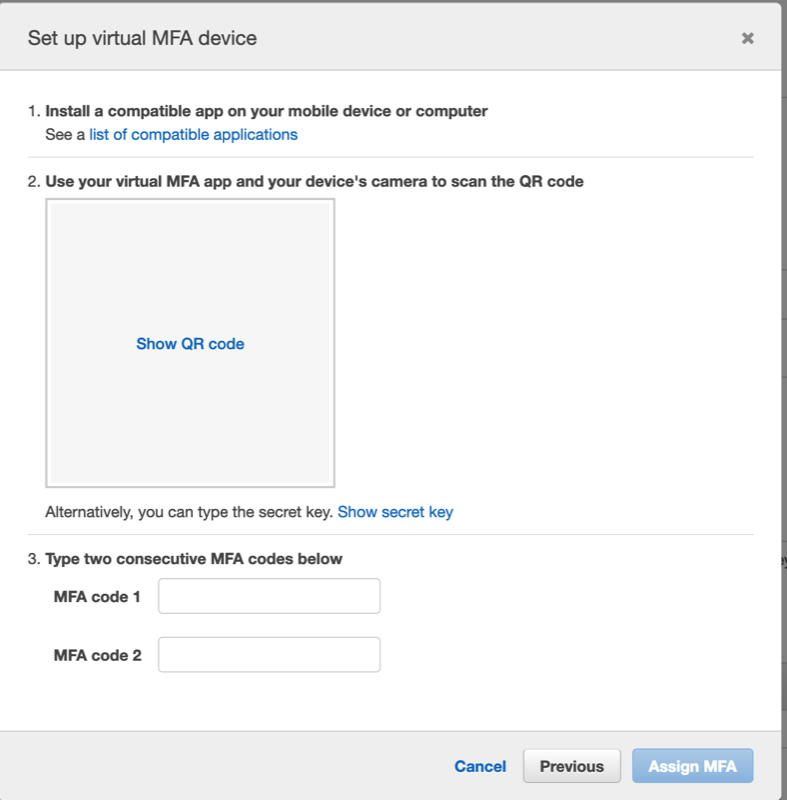 Set up virtual MFA device
1. Install a compatible app on your mobile device or computer
See a list of compatible applications
2. Use your virtual MFA app and your device's camera to scan the QR code
Show QR code
Alternatively, you can type the secret key. Show secret key
3. Type two consecutive MFA codes below
MFA code 1
MFA code 2
Cancel Previous Assign MFA